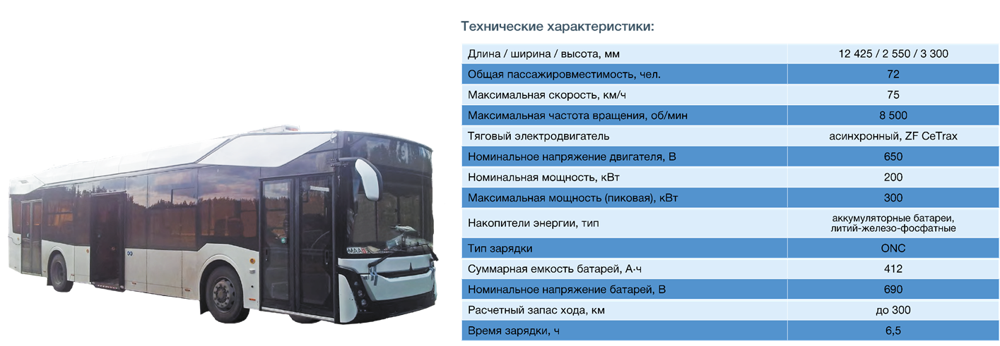 Технические характеристики:
Длина / ширина / высота, мм 12 425 / 2 550 / 3 300
Общая пассажировместимость, чел. 72
Максимальная скорость, км/ч 75
Максимальная частота вращения, об/мин 8 500
Тяговый электродвигатель асинхронный, ZF CeTrax
Номинальное напряжение двигателя, В 650
Номинальная мощность, кВт 200
Максимальная мощность (пиковая), кВт 300
Накопители энергии, тип аккумуляторные батареи,
литий-железо-фосфатные
Тип зарядки ONC
Суммарная емкость батарей, А·ч 412
Номинальное напряжение батарей, В 690
Расчетный запас хода, км до 300
Время зарядки, ч 6,5